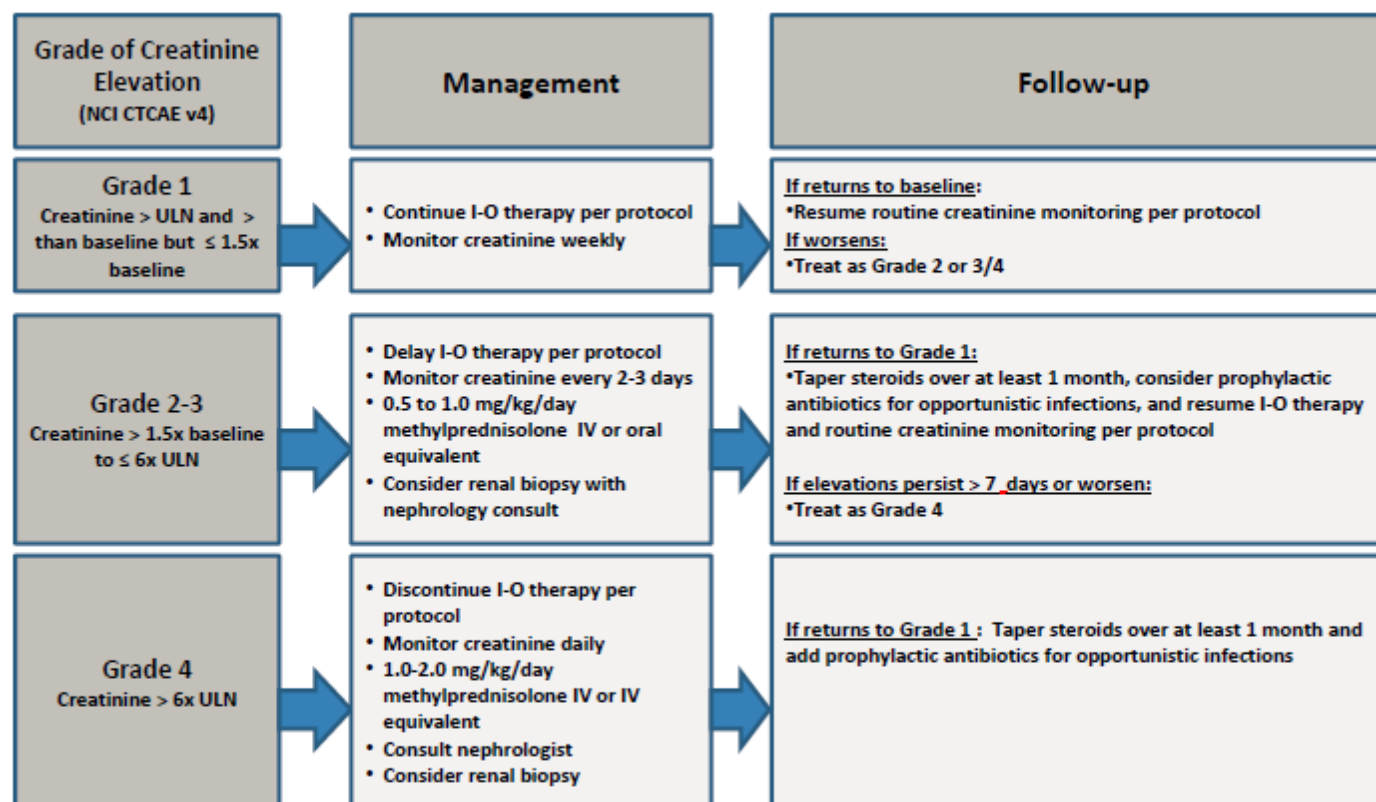 Grade of Creatinine
Elevation
(NCI CTCAE v4)
Management
Follow-up
Grade 1
Creatinine > ULN and >
than baseline but ≤ 1.5x
baseline
• Continue I-O therapy per protocol
• Monitor creatinine weekly
If returns to baseline:
•Resume routine creatinine monitoring per protocol
If worsens:
•Treat as Grade 2 or 3/4
Grade 2-3
Creatinine > 1.5x baseline
to ≤ 6x ULN
• Delay I-O therapy per protocol
• Monitor creatinine every 2-3 days
• 0.5 to 1.0 mg/kg/day
methylprednisolone IV or oral
equivalent
• Consider renal biopsy with
nephrology consult
If returns to Grade 1:
•Taper steroids over at least 1 month, consider prophylactic
antibiotics for opportunistic infections, and resume I-O therapy
and routine creatinine monitoring per protocol
If elevations persist > 7 days or worsen:
•Treat as Grade 4
Grade 4
Creatinine > 6x ULN
• Discontinue I-O therapy per
protocol
• Monitor creatinine daily
• 1.0-2.0 mg/kg/day
methylprednisolone IV or IV
equivalent
• Consult nephrologist
• Consider renal biopsy
If returns to Grade 1 : Taper steroids over at least 1 month and
add prophylactic antibiotics for opportunistic infections